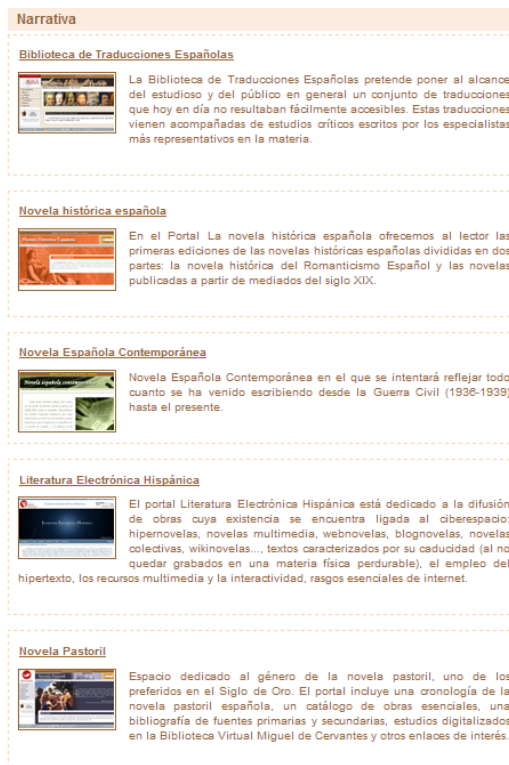 Narrativa
Biblioteca de Traducciones Españolas
La Biblioteca de Traducciones Españolas pretende poner al alcance
del estudioso y del público en general un conjunto de traducciones
que hoy en día no resultaban fácilmente accesibles. Estas traducciones
vienen acompañadas de estudios críticos escritos por los especialistas
más representativos en la materia.
Novela histórica española
En el Portal La novela histórica española ofrecemos al lector las
primeras ediciones de las novelas históricas españolas divididas en dos
partes: la novela histórica del Romanticismo Español y las novelas
publicadas a partir de mediados del siglo XIX.
Novela Española Contemporánea
Novela española contemporánea
Novela Española Contemporánea en el que se intentará reflejar todo
cuanto se ha venido escribiendo desde la Guerra Civil (1936-1939)
hasta el presente.
Literatura Electrónica Hispánica
El portal Literatura Electrónica Hispánica está dedicado a la difusión
de obras cuya existencia se encuentra ligada al ciberespacio:
hipernovelas, novelas multimedia, webnovelas, blognovelas, novelas
colectivas, wikinovelas..., textos caracterizados por su caducidad (al no
quedar grabados en una materia física perdurable), el empleo del
hipertexto, los recursos multimedia y la interactividad, rasgos esenciales de internet.
Novela Pastoril
Novela Pastoril
Espacio dedicado al género de la novela pastoril, uno de los
preferidos en el Siglo de Oro. El portal incluye una cronología de la
novela pastoril española, un catálogo de obras esenciales, una
bibliografía de fuentes primarias y secundarias, estudios digitalizados
en la Biblioteca Virtual Miguel de Cervantes y otros enlaces de interés.